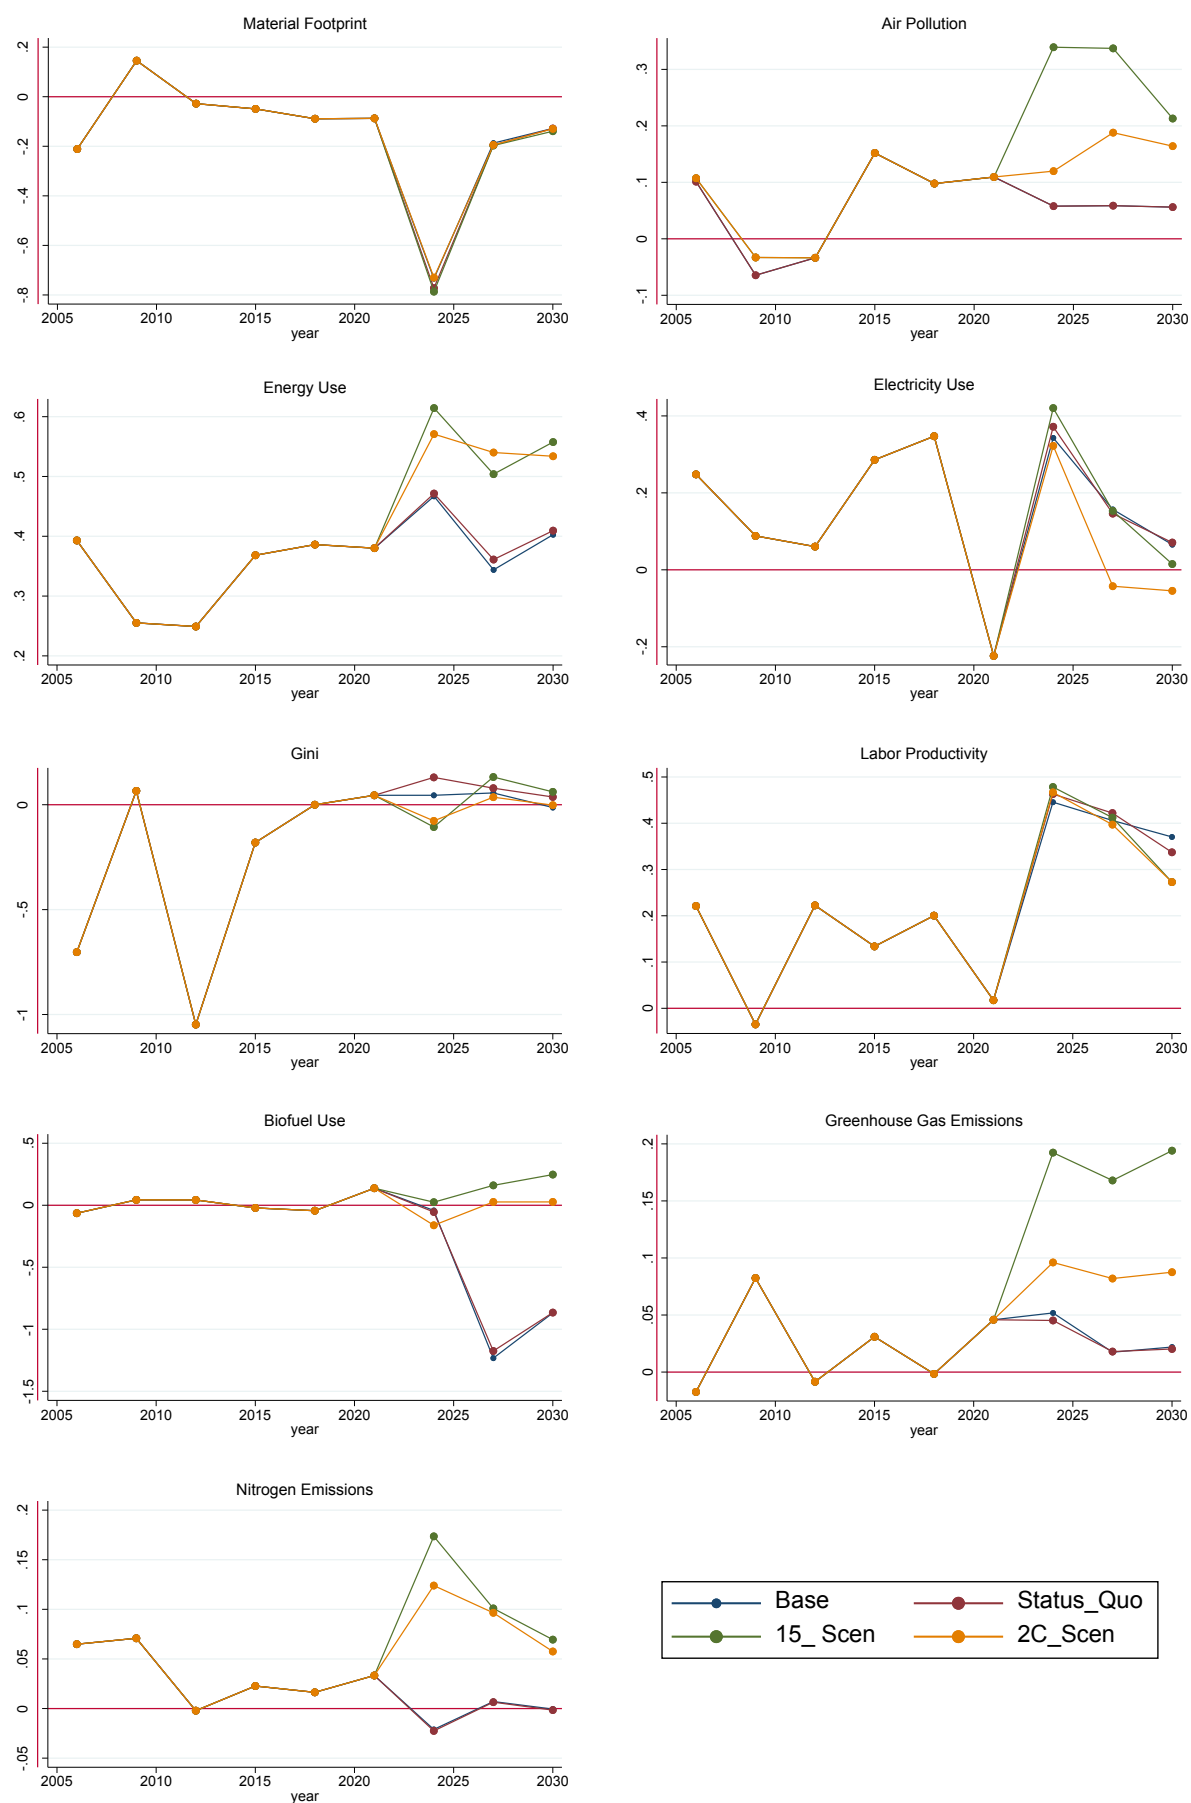 Material Footprint
.2
0
-.2
-.4
-.6
-.8
2005 2010 2015 2020 2025 2030
year
Air Pollution
.3
.2
.1
0
-.1
2005 2010 2015 2020 2025 2030
year
Energy Use
.6
.5
.4
.3
.2
2005 2010 2015 2020 2025 2030
year
Electricity Use
.4
.2
0
-.2
2005 2010 2015 2020 2025 2030
year
Gini
0
-.5
-1
2005 2010 2015 2020 2025 2030
year
Labor Productivity
.5
.4
.3
.2
.1
0
2005 2010 2015 2020 2025 2030
year
Biofuel Use
.5
0
-.5
-1
-1.5
2005 2010 2015 2020 2025 2030
year
Greenhouse Gas Emissions
.2
.15
.1
.05
0
2005 2010 2015 2020 2025 2030
year
Nitrogen Emissions
.2
.15
.1
.05
0
-.05
2005 2010 2015 2020 2025 2030
year
Base Status_Quo
15_ Scen 2C_Scen